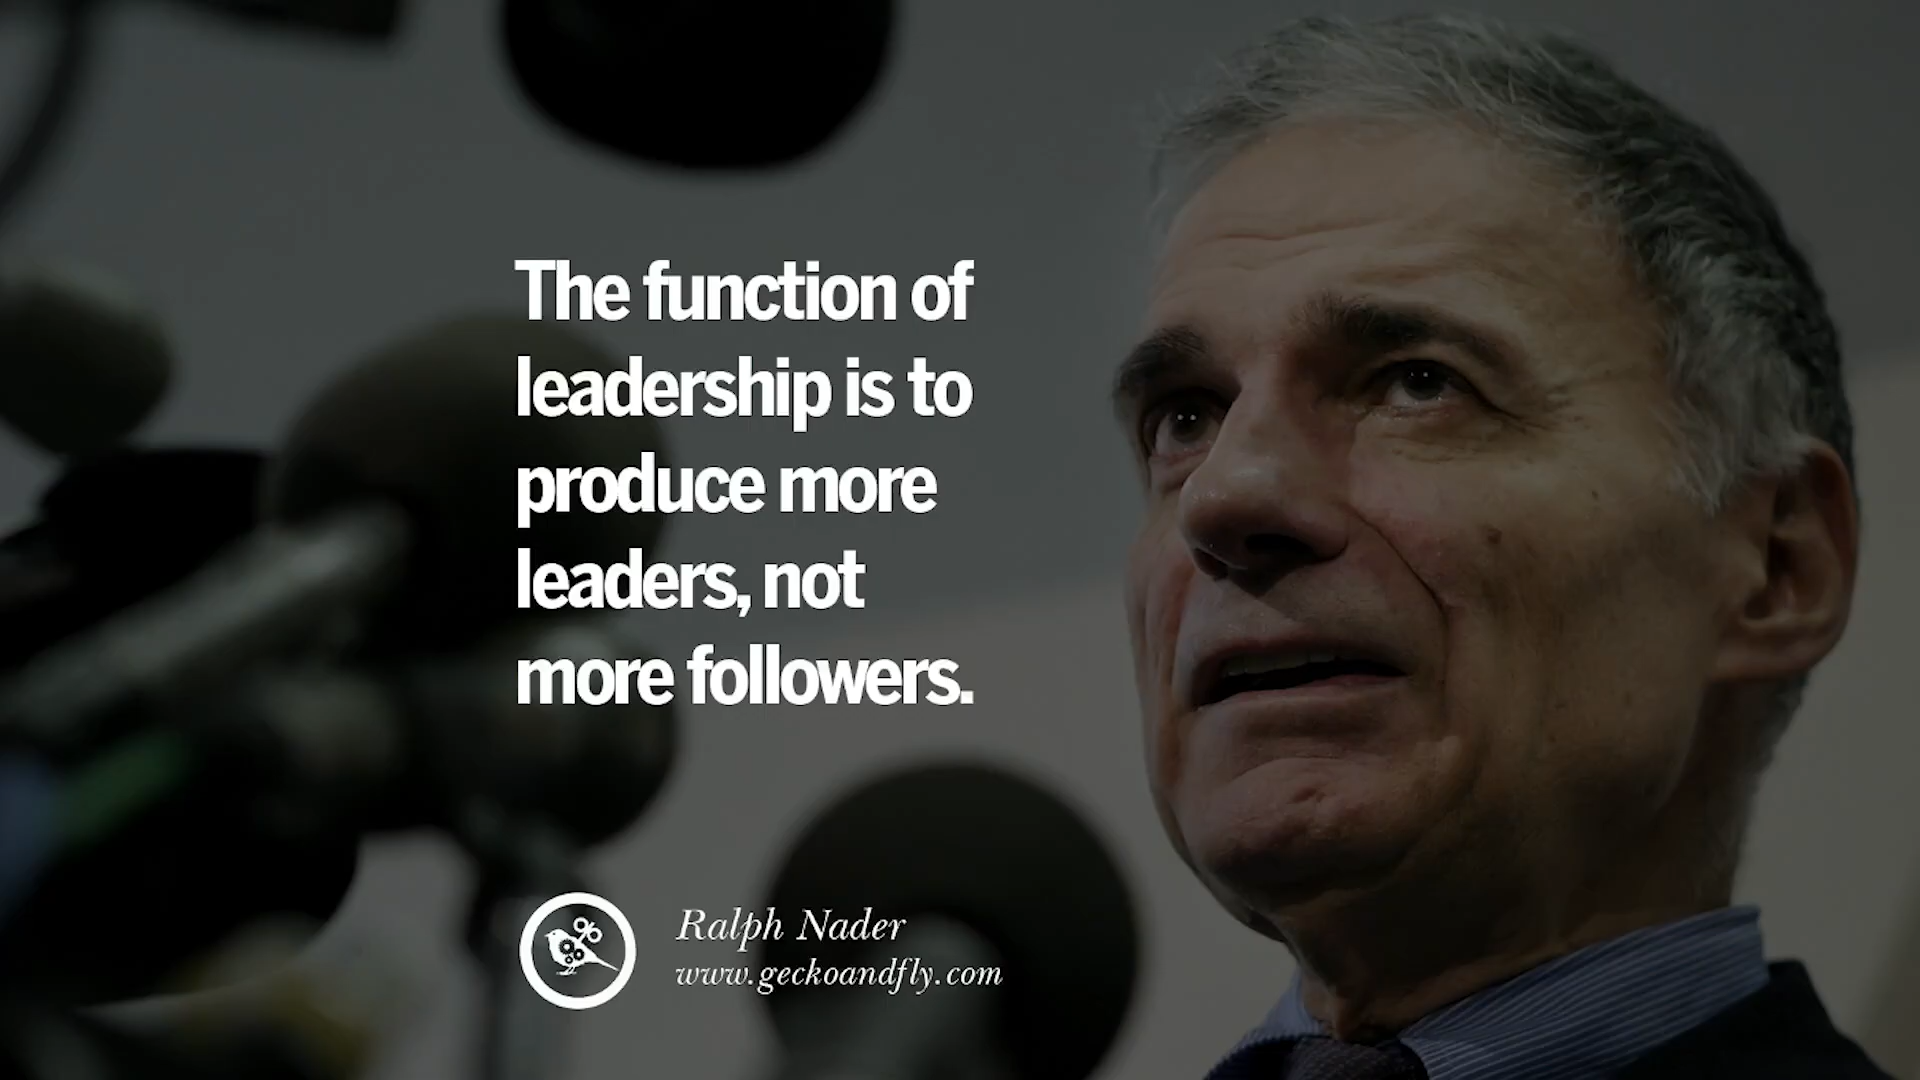 The function of
leadership is to
produce more
leaders, not
more followers.
Ralph Nader
www.geckoandfly.com